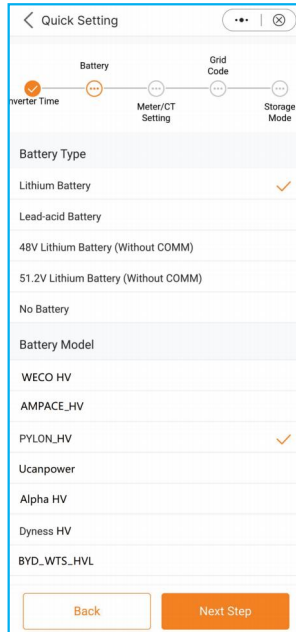 Quick Setting
Battery
Grid
Code
nverter Time
Meter/CT
Setting
Storage
Mode
Battery Type
Lithium Battery
Lead-acid Battery
48V Lithium Battery (Without COMM)
51.2V Lithium Battery (Without COMM)
No Battery
Battery Model
WECO HV
AMPACE_HV
PYLON_HV
Ucanpower
Alpha HV
Dyness HV
BYD_WTS_HVL
Back
Next Step